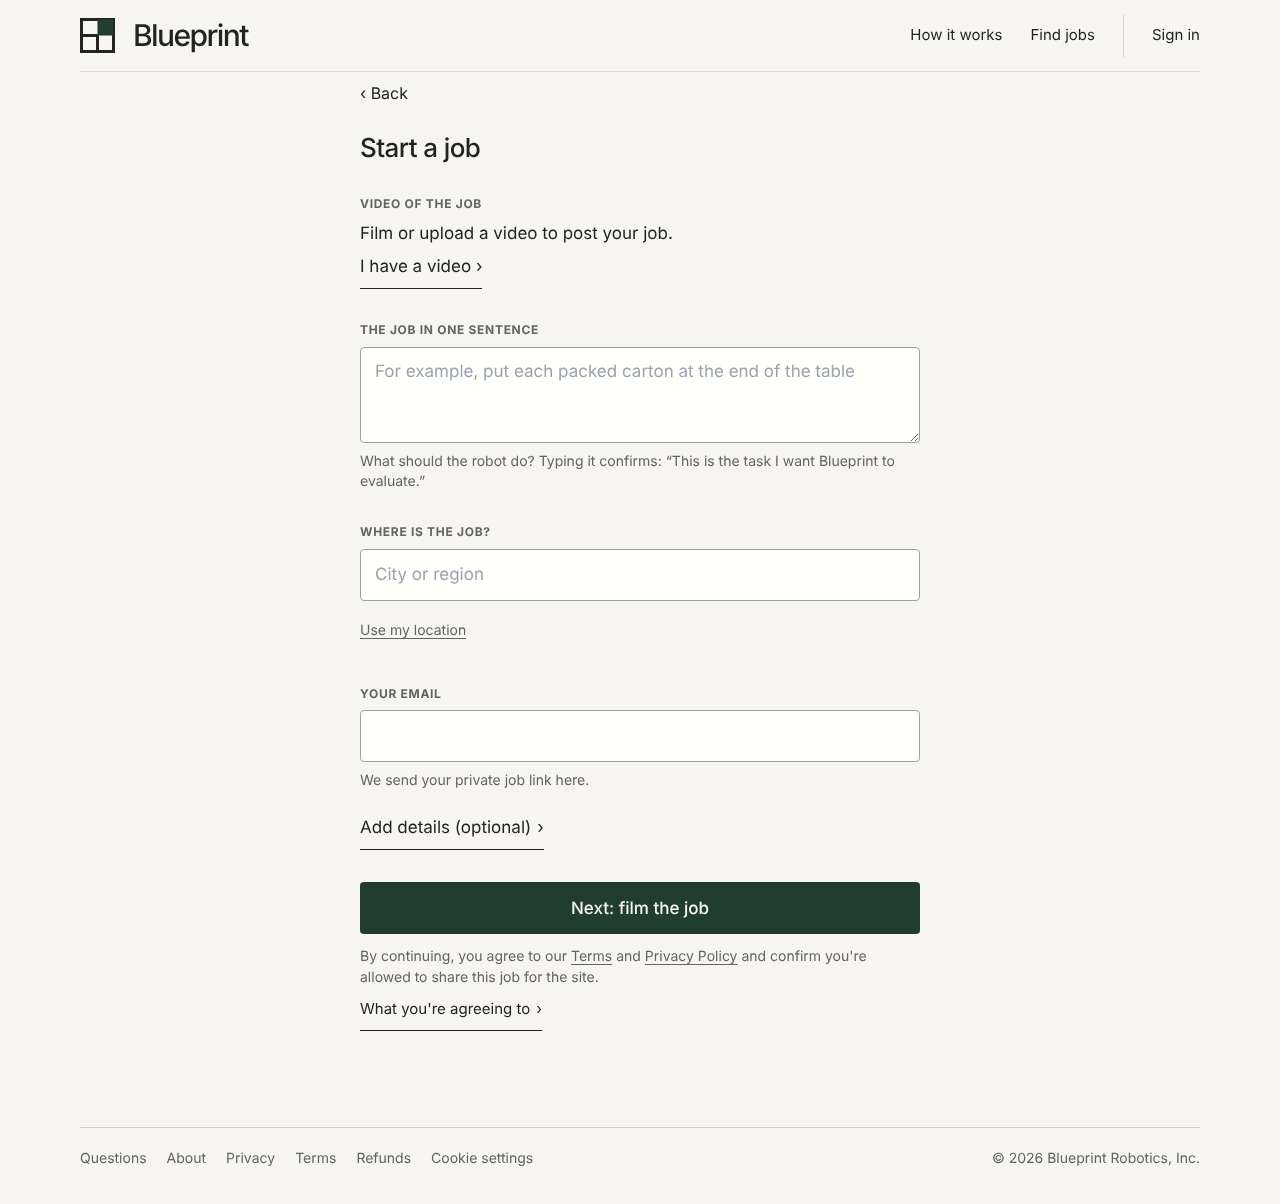 Blueprint
How it works
Find jobs
Sign in
‹ Back
Start a job
VIDEO OF THE JOB
Film or upload a video to post your job.
I have a video ›
THE JOB IN ONE SENTENCE
For example, put each packed carton at the end of the table
What should the robot do? Typing it confirms: “This is the task I want Blueprint to
evaluate.”
WHERE IS THE JOB?
City or region
Use my location
YOUR EMAIL
We send your private job link here.
Add details (optional) ›
Next: film the job
By continuing, you agree to our Terms and Privacy Policy and confirm you're
allowed to share this job for the site.
What you're agreeing to ›
Questions
About
Privacy
Terms
Refunds
Cookie settings
© 2026 Blueprint Robotics, Inc.